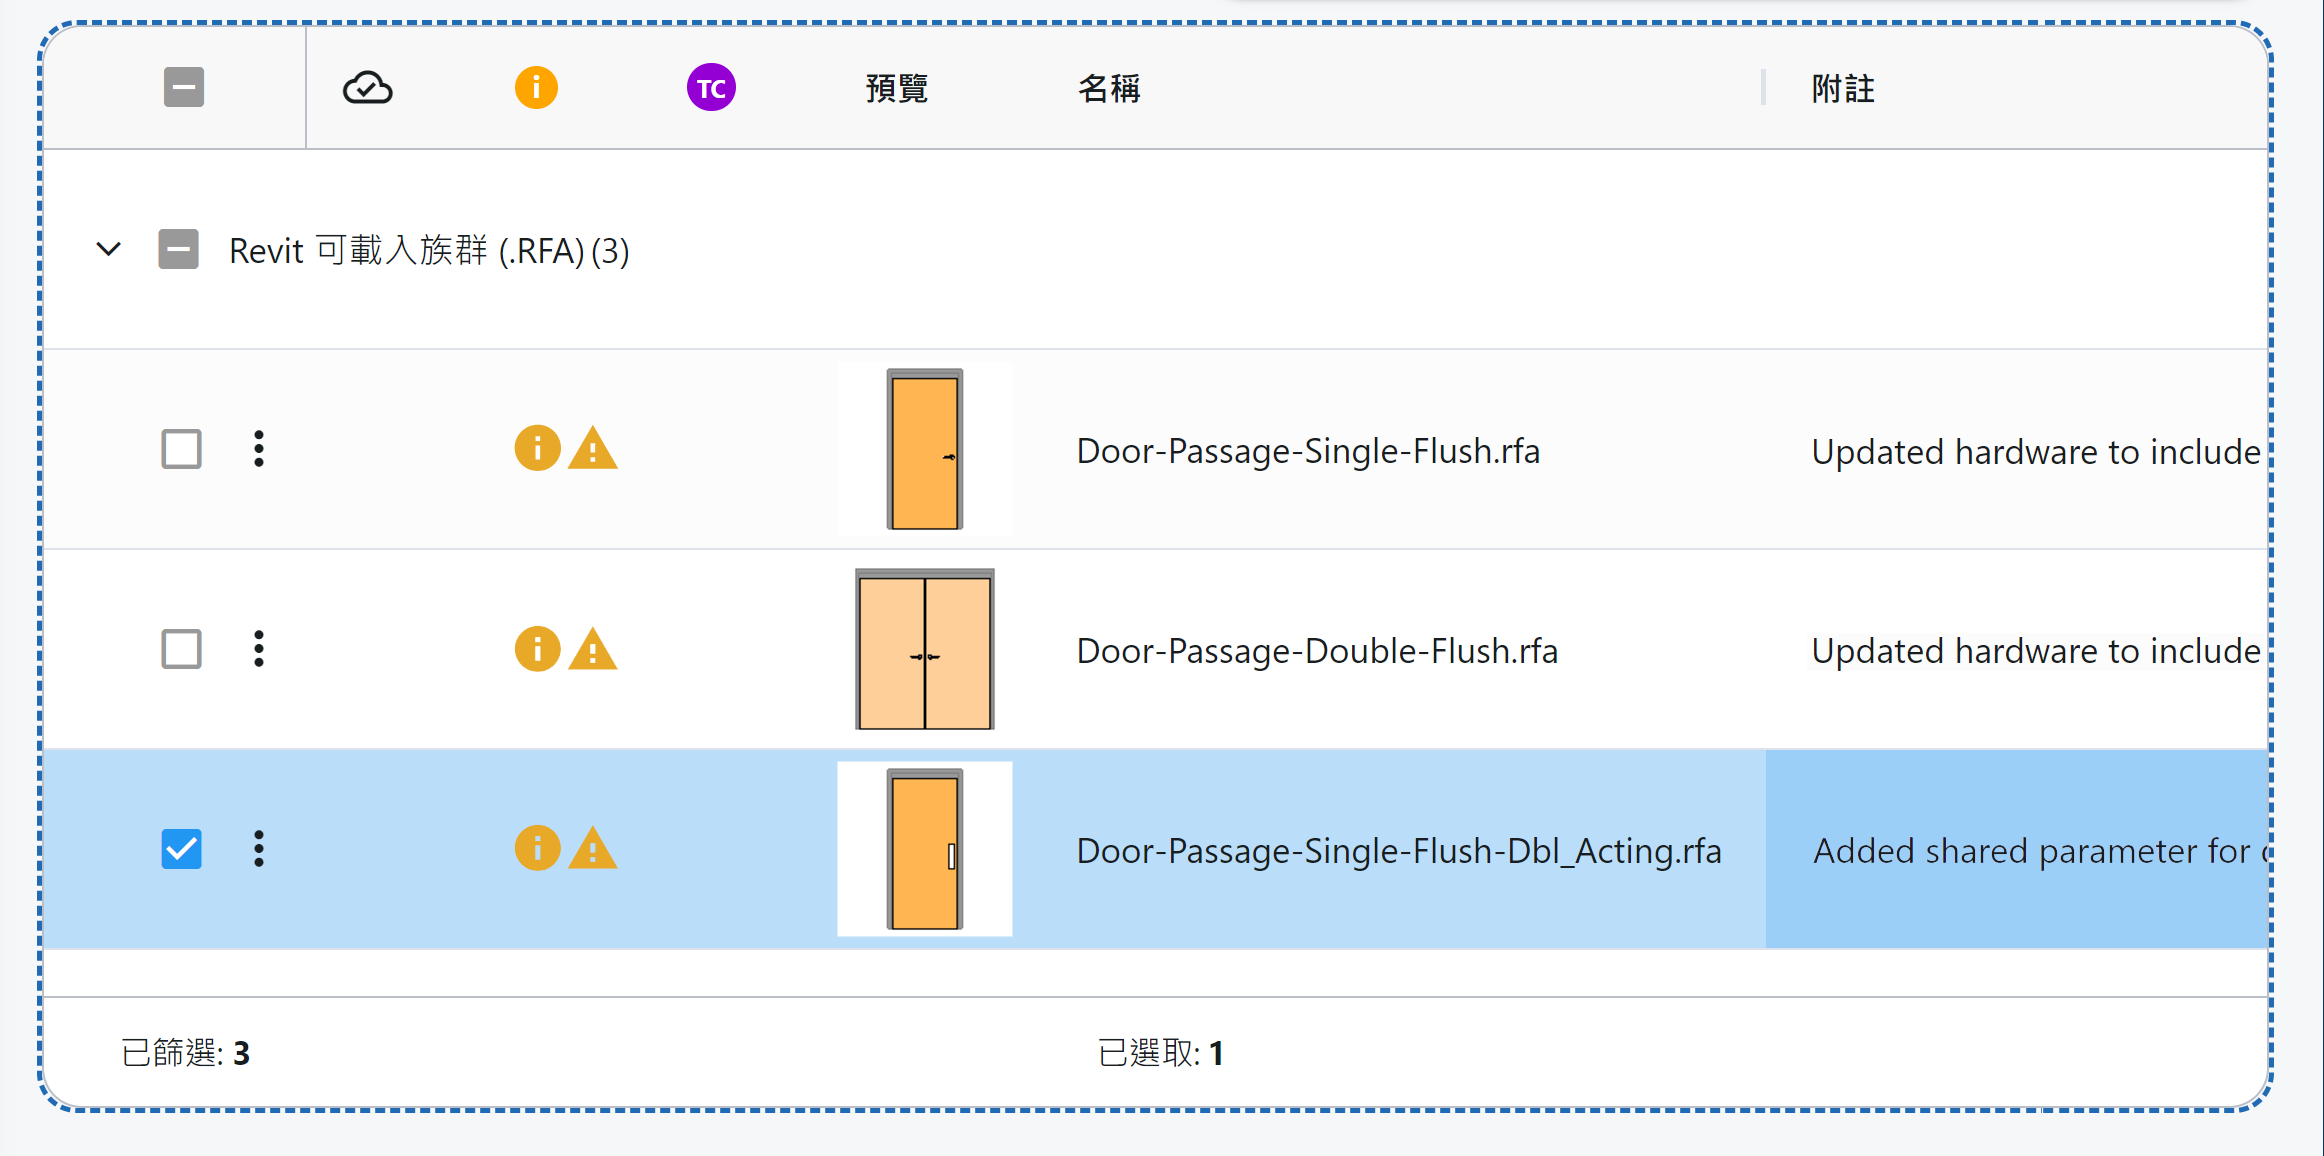 TC 預覽 名稱 附註
Revit 可載入族群 (.RFA) (3)
Door-Passage-Single-Flush.rfa Updated hardware to include
Door-Passage-Double-Flush.rfa Updated hardware to include
Door-Passage-Single-Flush-Dbl_Acting.rfa Added shared parameter for
已篩選: 3 已選取: 1